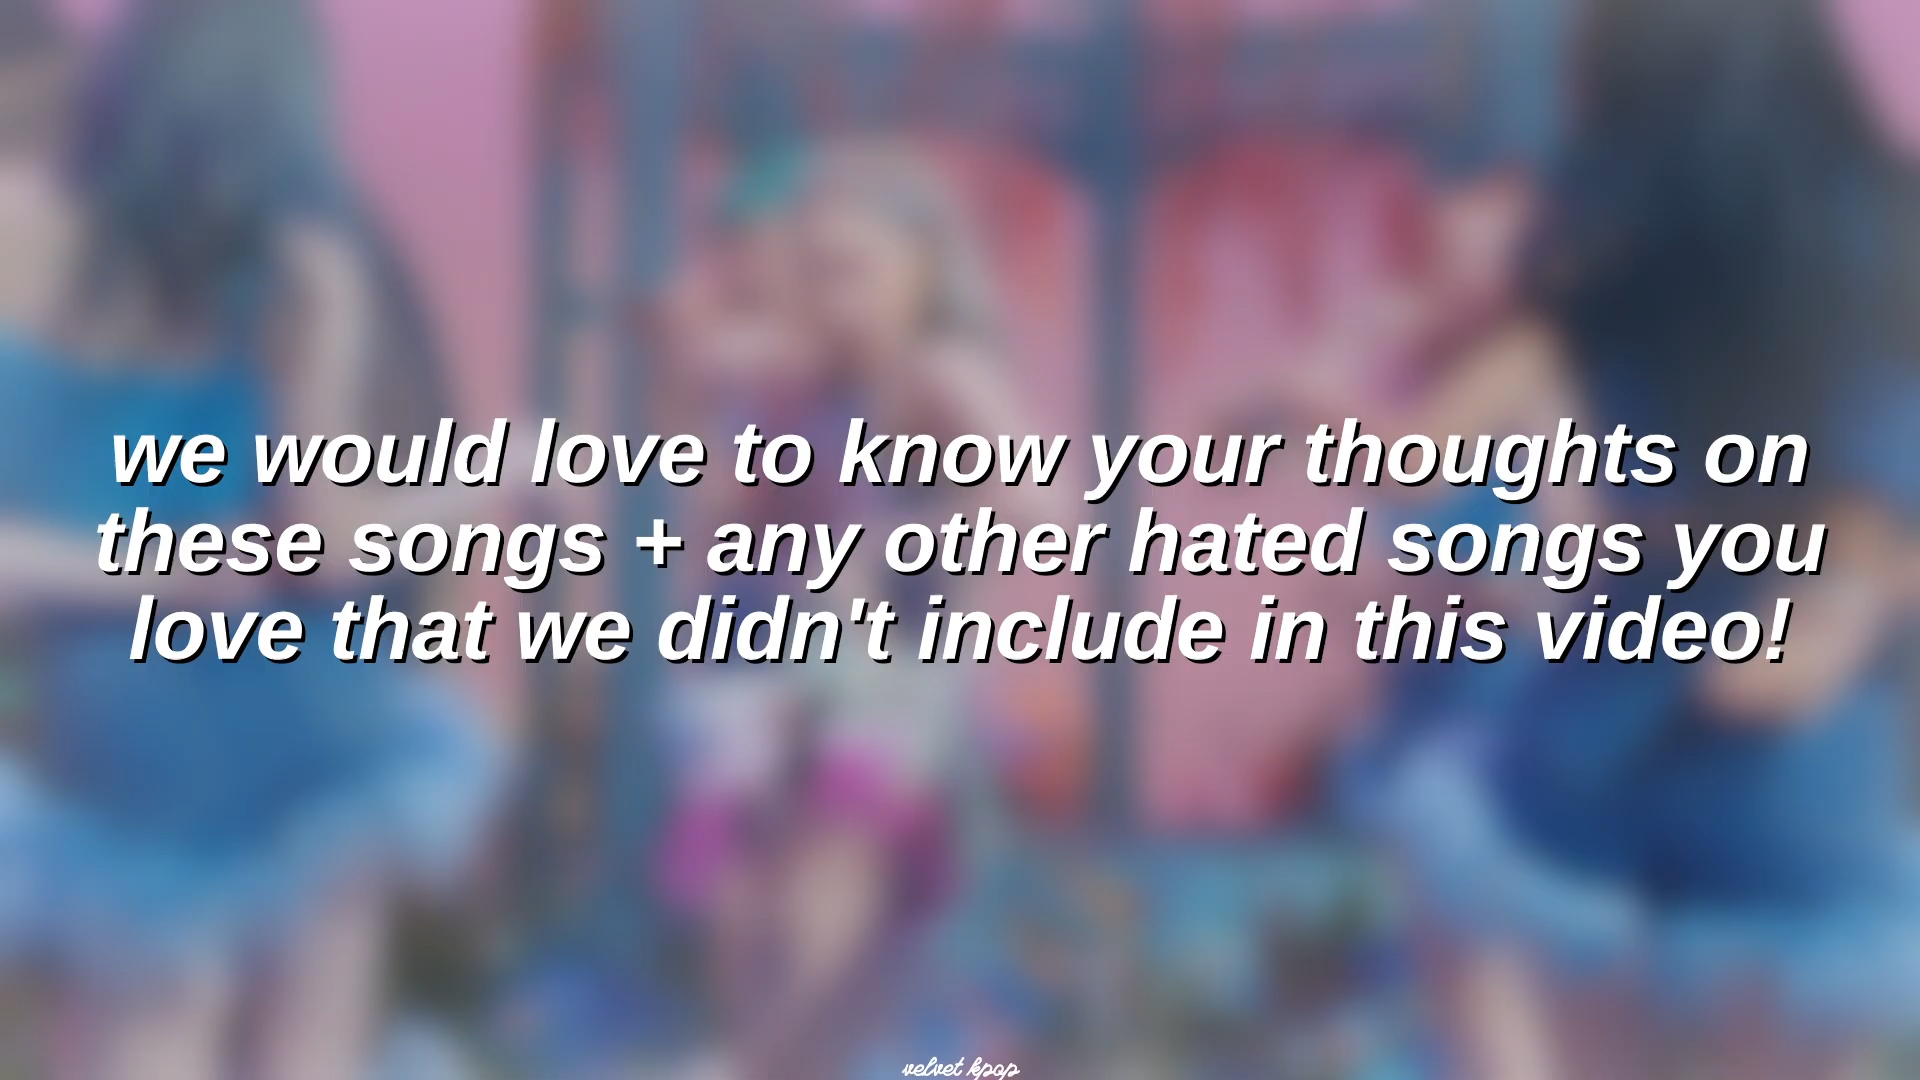 we would love to know your thoughts on
these songs + any other hated songs you
love that we didn't include in this video!
velvet kpop